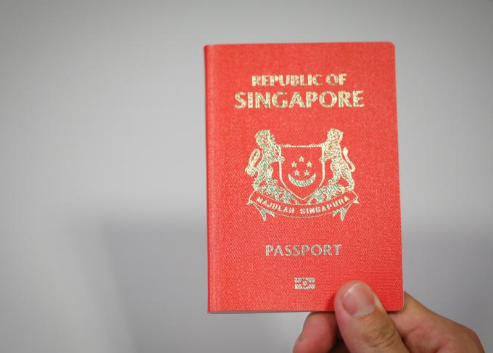 REPUBLIC OF
SINGAPORE
MAJULAH SINGAPURA
PASSPORT